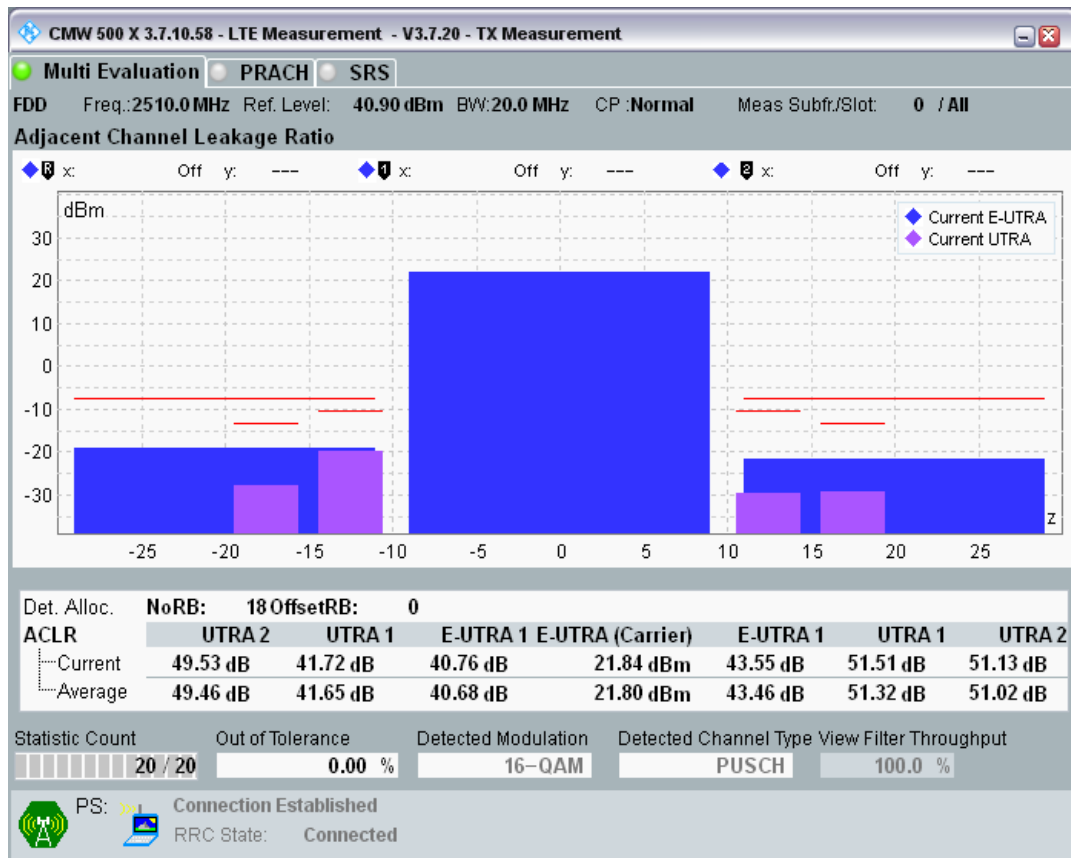 CMW 500 X 3.7.10.58 - LTE Measurement - V3.7.20 - TX Measurement
Multi Evaluation PRACH SRS
FDD Freq.:2510.0 MHz Ref. Level: 40.90 dBm BW:20.0 MHz CP :Normal Meas Subfr./Slot: 0 / All
Adjacent Channel Leakage Ratio
R x: Off y: --- 1 x: Off y: --- 2 x: Off y: ---
dBm
Current E-UTRA
Current UTRA
30
20
10
0
-10
-20
-30
z
-25 -20 -15 -10 -5 0 5 10 15 20 25
Det. Alloc. NoRB: 18 OffsetRB: 0
ACLR UTRA 2 UTRA 1 E-UTRA 1 E-UTRA (Carrier) E-UTRA 1 UTRA 1 UTRA 2
Current 49.53 dB 41.72 dB 40.76 dB 21.84 dBm 43.55 dB 51.51 dB 51.13 dB
Average 49.46 dB 41.65 dB 40.68 dB 21.80 dBm 43.46 dB 51.32 dB 51.02 dB
Statistic Count Out of Tolerance Detected Modulation Detected Channel Type View Filter Throughput
20 / 20 0.00 % 16-QAM PUSCH 100.0 %
PS: Connection Established
RRC State: Connected